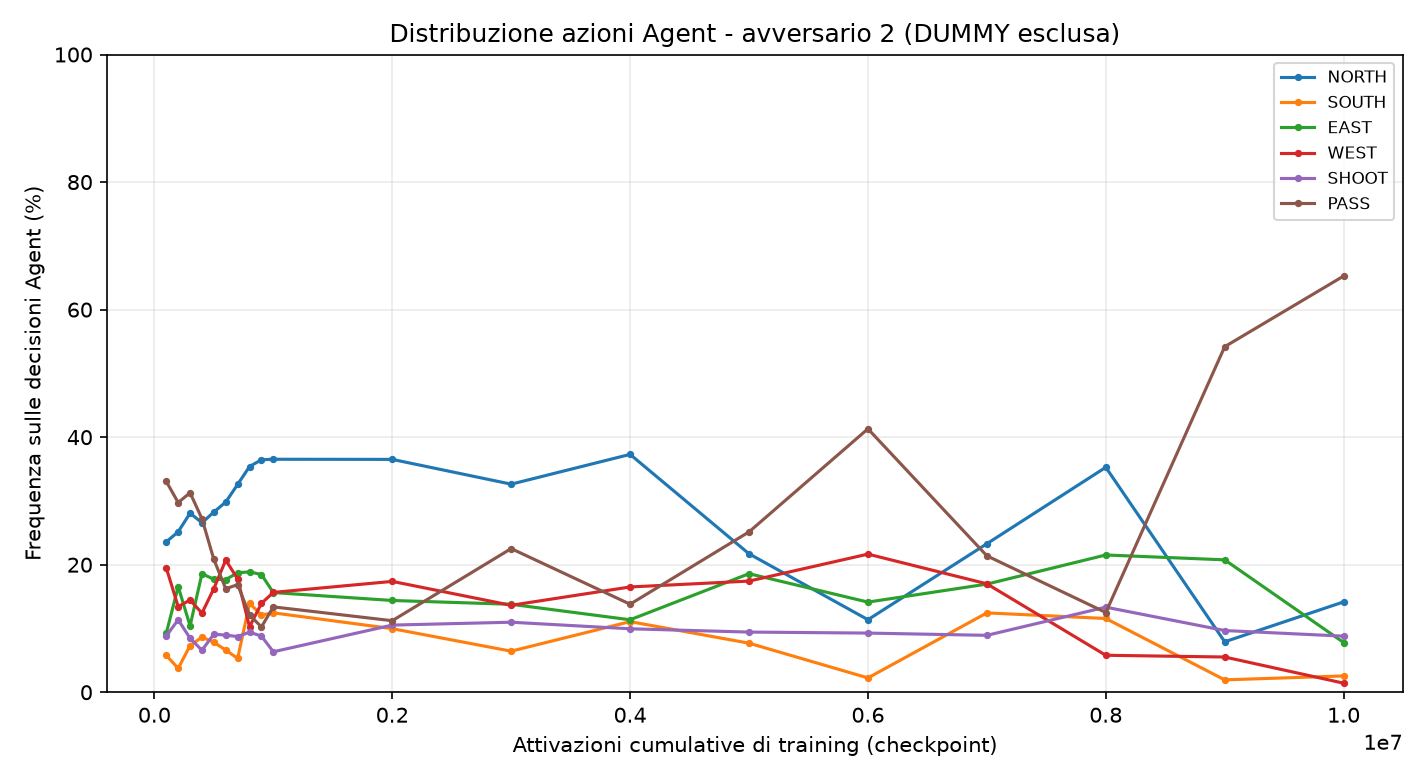 Distribuzione azioni Agent - avversario 2 (DUMMY esclusa)
100
80
60
40
20
0
Frequenza sulle decisioni Agent (%)
NORTH
SOUTH
EAST
WEST
SHOOT
PASS
0.0 0.2 0.4 0.6 0.8 1.0
1e7
Attivazioni cumulative di training (checkpoint)